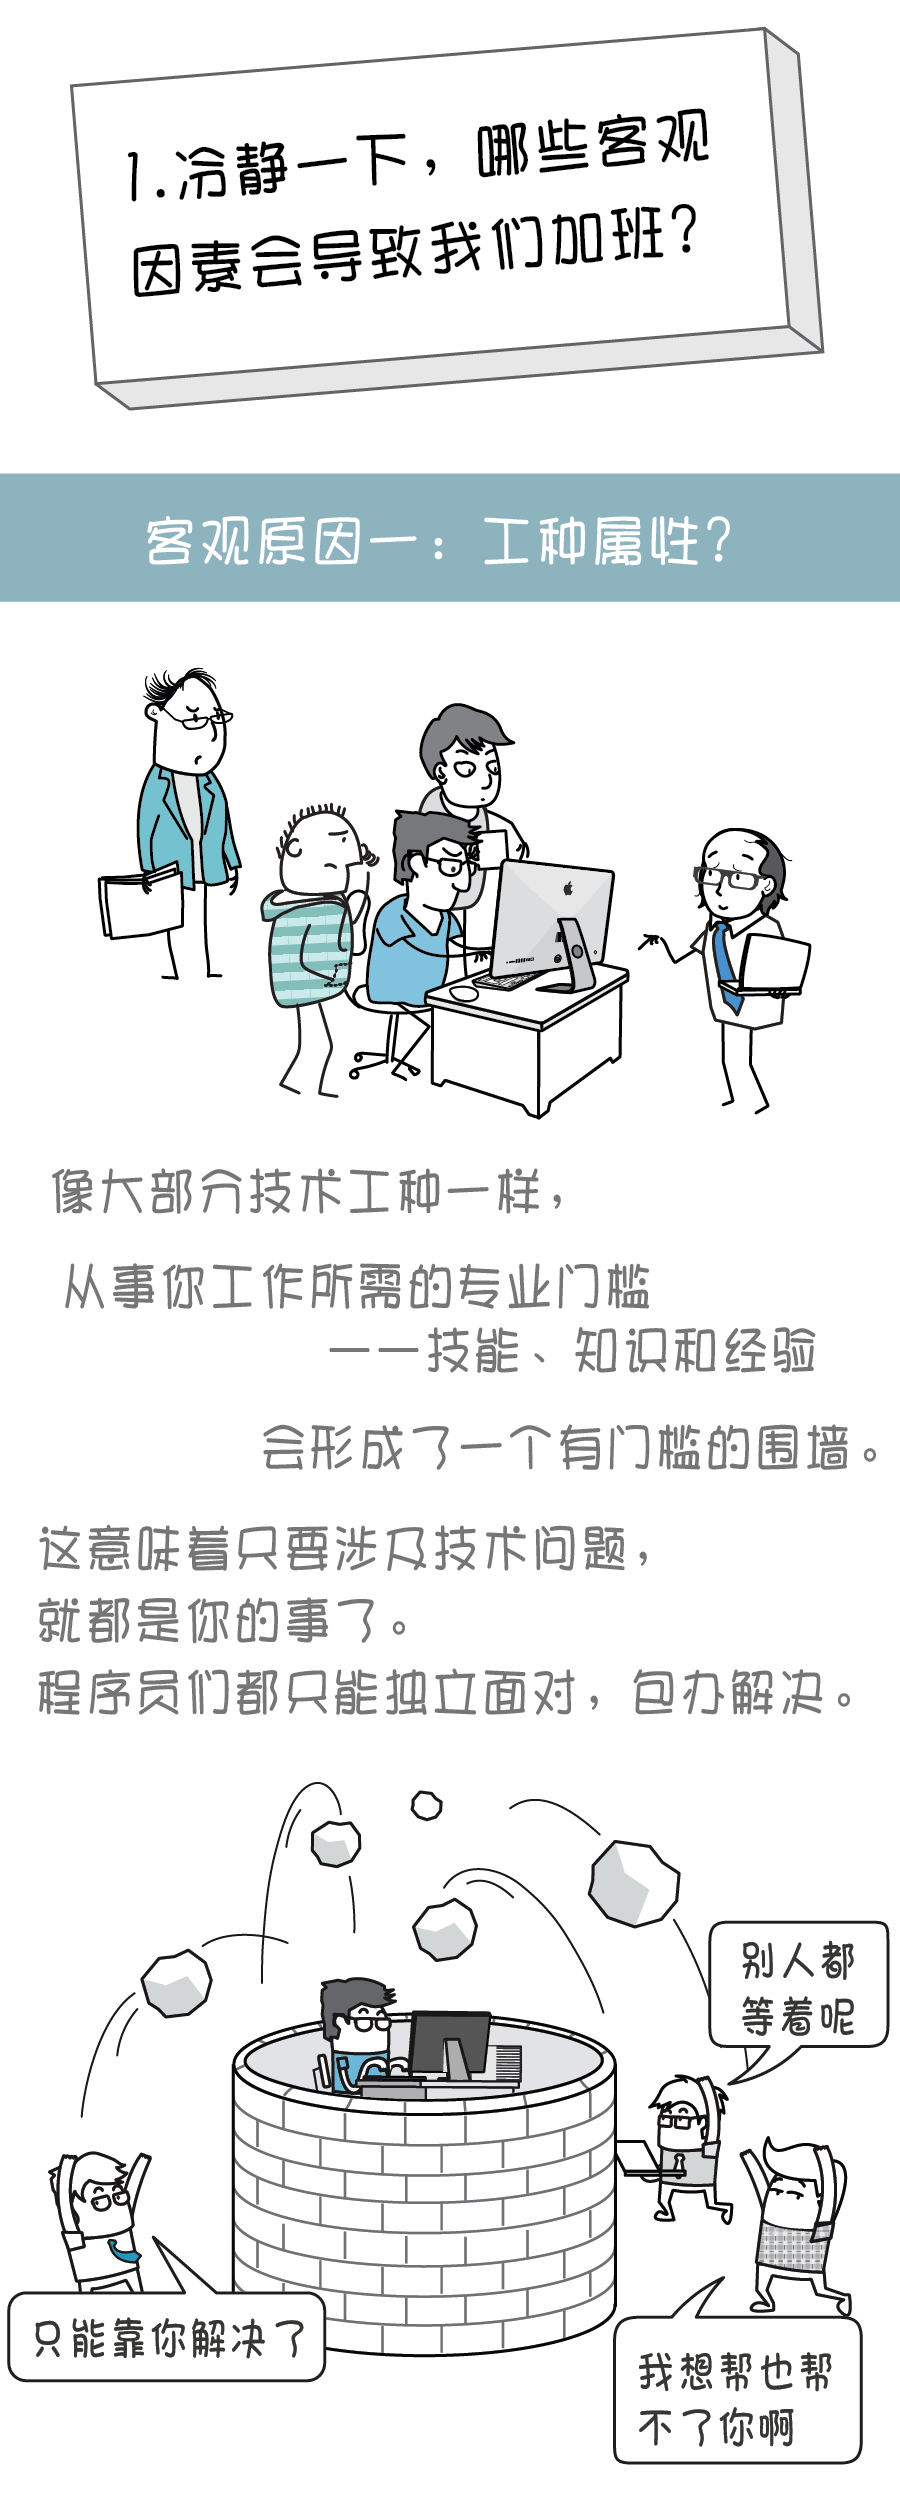 1.冷静一下，哪些客观
因素会导致我们加班?
客观原因一：工种属性?
像大部分技术工种一样，
从事你工作所需的专业门槛
——技能、知识和经验
会形成了一个有门槛的围墙。
这意味着只要涉及技术问题，
就都是你的事了。
程序员们都只能独立面对，包办解决。
别人都
等着呢
只能靠你解决了
我想帮也帮
不了你啊